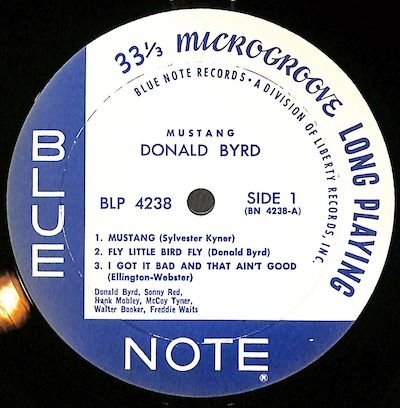 33⅓ MICROGROOVE LONG PLAYING
BLUE NOTE RECORDS • A DIVISION OF LIBERTY RECORDS, INC.
MUSTANG
DONALD BYRD
BLP 4238
SIDE 1
(BN 4238-A)
1. MUSTANG (Sylvester Kyner)
2. FLY LITTLE BIRD FLY (Donald Byrd)
3. I GOT IT BAD AND THAT AIN'T GOOD
(Ellington-Webster)
Donald Byrd, Sonny Red,
Hank Mobley, McCoy Tyner,
Walter Booker, Freddie Waits
BLUE
NOTE
®